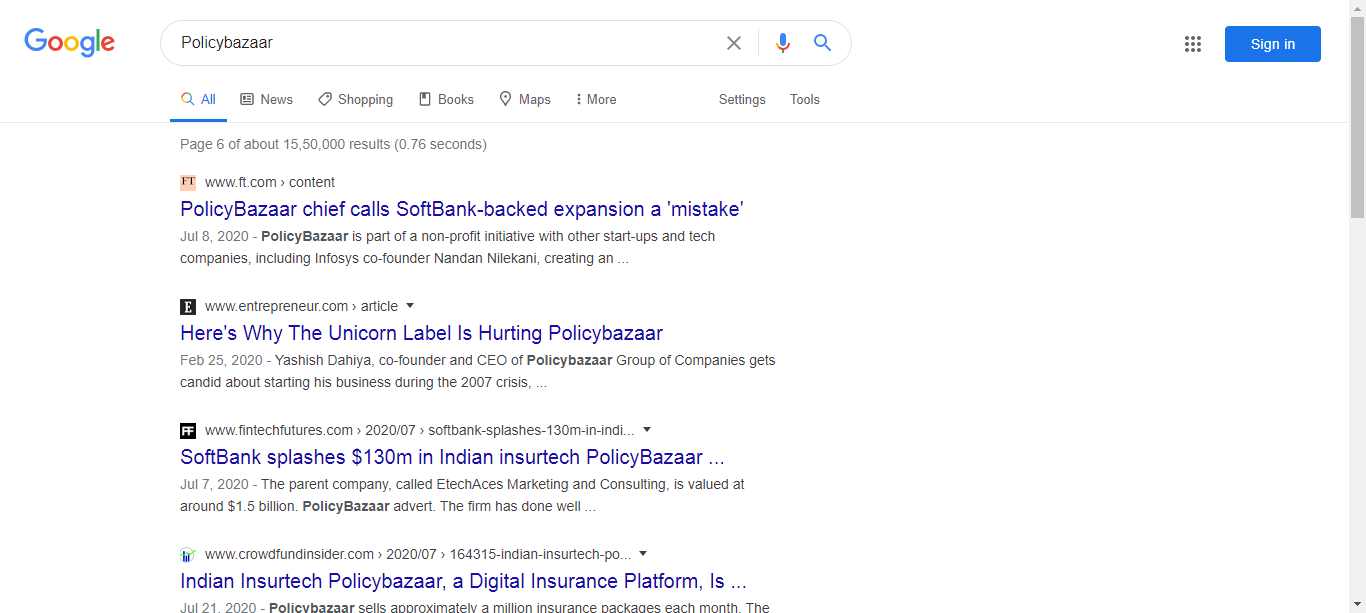 Google
Policybazaar
Sign in
All News Shopping Books Maps More Settings Tools
Page 6 of about 15,50,000 results (0.76 seconds)
FT www.ft.com › content
PolicyBazaar chief calls SoftBank-backed expansion a 'mistake'
Jul 8, 2020 - PolicyBazaar is part of a non-profit initiative with other start-ups and tech
companies, including Infosys co-founder Nandan Nilekani, creating an ...
E www.entrepreneur.com › article
Here's Why The Unicorn Label Is Hurting Policybazaar
Feb 25, 2020 - Yashish Dahiya, co-founder and CEO of Policybazaar Group of Companies gets
candid about starting his business during the 2007 crisis, ...
FF www.fintechfutures.com › 2020/07 › softbank-splashes-130m-in-indi...
SoftBank splashes $130m in Indian insurtech PolicyBazaar ...
Jul 7, 2020 - The parent company, called EtechAces Marketing and Consulting, is valued at
around $1.5 billion. PolicyBazaar advert. The firm has done well ...
www.crowdfundinsider.com › 2020/07 › 164315-indian-insurtech-po...
Indian Insurtech Policybazaar, a Digital Insurance Platform, Is ...
Jul 21, 2020 - Policybazaar sells approximately a million insurance packages each month. The